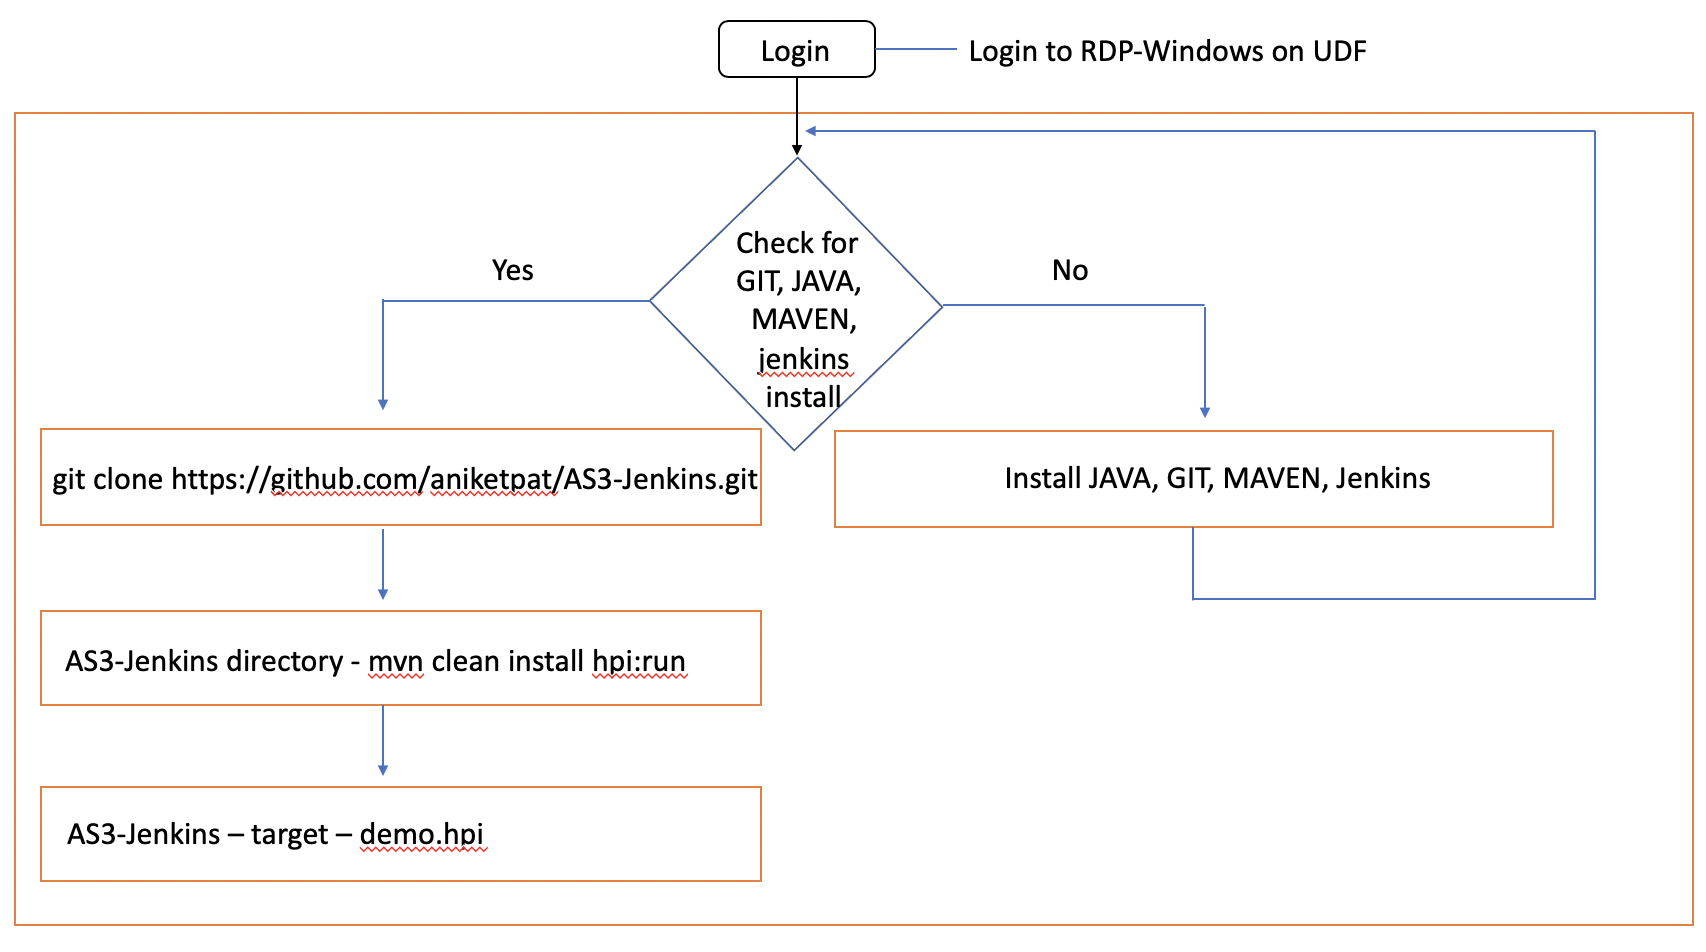 Login
Login to RDP-Windows on UDF
Check for
GIT, JAVA,
MAVEN,
jenkins
install
Yes
No
git clone https://github.com/aniketpat/AS3-Jenkins.git
Install JAVA, GIT, MAVEN, Jenkins
AS3-Jenkins directory - mvn clean install hpi:run
AS3-Jenkins – target – demo.hpi